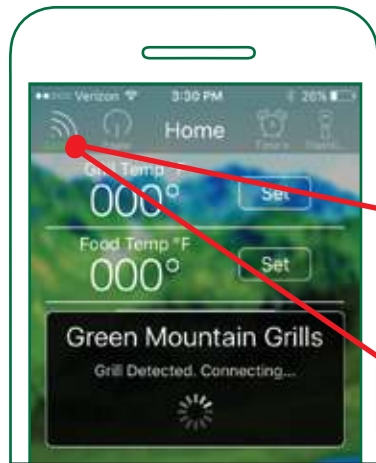 Verizon 3:30 PM 26%
Home
Grill Temp °F
000° Set
Food Temp °F
000° Set
Green Mountain Grills
Grill Detected. Connecting...